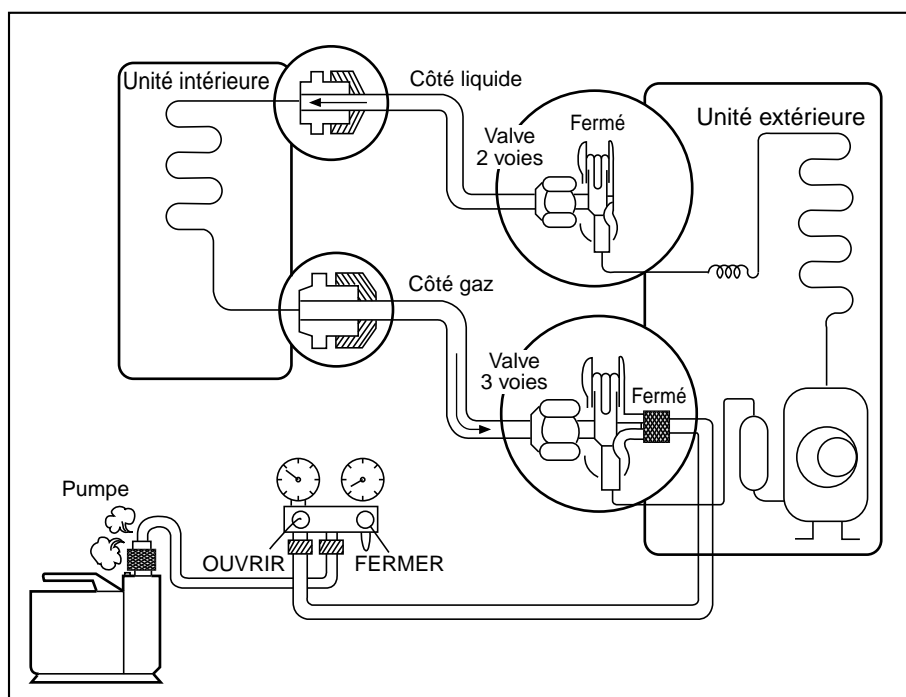 Unité intérieure
Côté liquide
Valve
2 voies
Fermé
Unité extérieure
Côté gaz
Valve
3 voies
Fermé
Pumpe
OUVRIR
FERMER